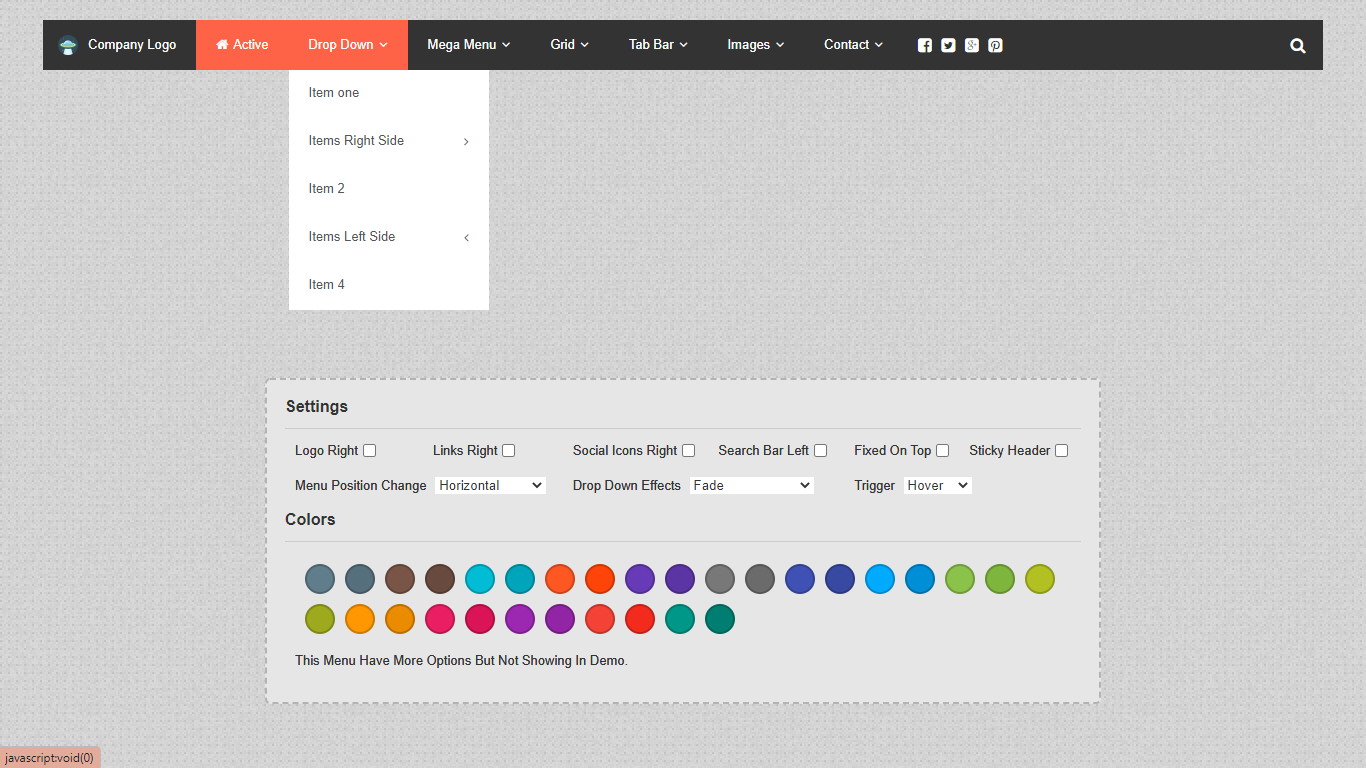 Company Logo Active Drop Down Mega Menu Grid Tab Bar Images Contact
Item one
Items Right Side
Item 2
Items Left Side
Item 4
Settings
Logo Right Links Right Social Icons Right Search Bar Left Fixed On Top Sticky Header
Menu Position Change Horizontal Drop Down Effects Fade Trigger Hover
Colors
This Menu Have More Options But Not Showing In Demo.
javascript:void(0)